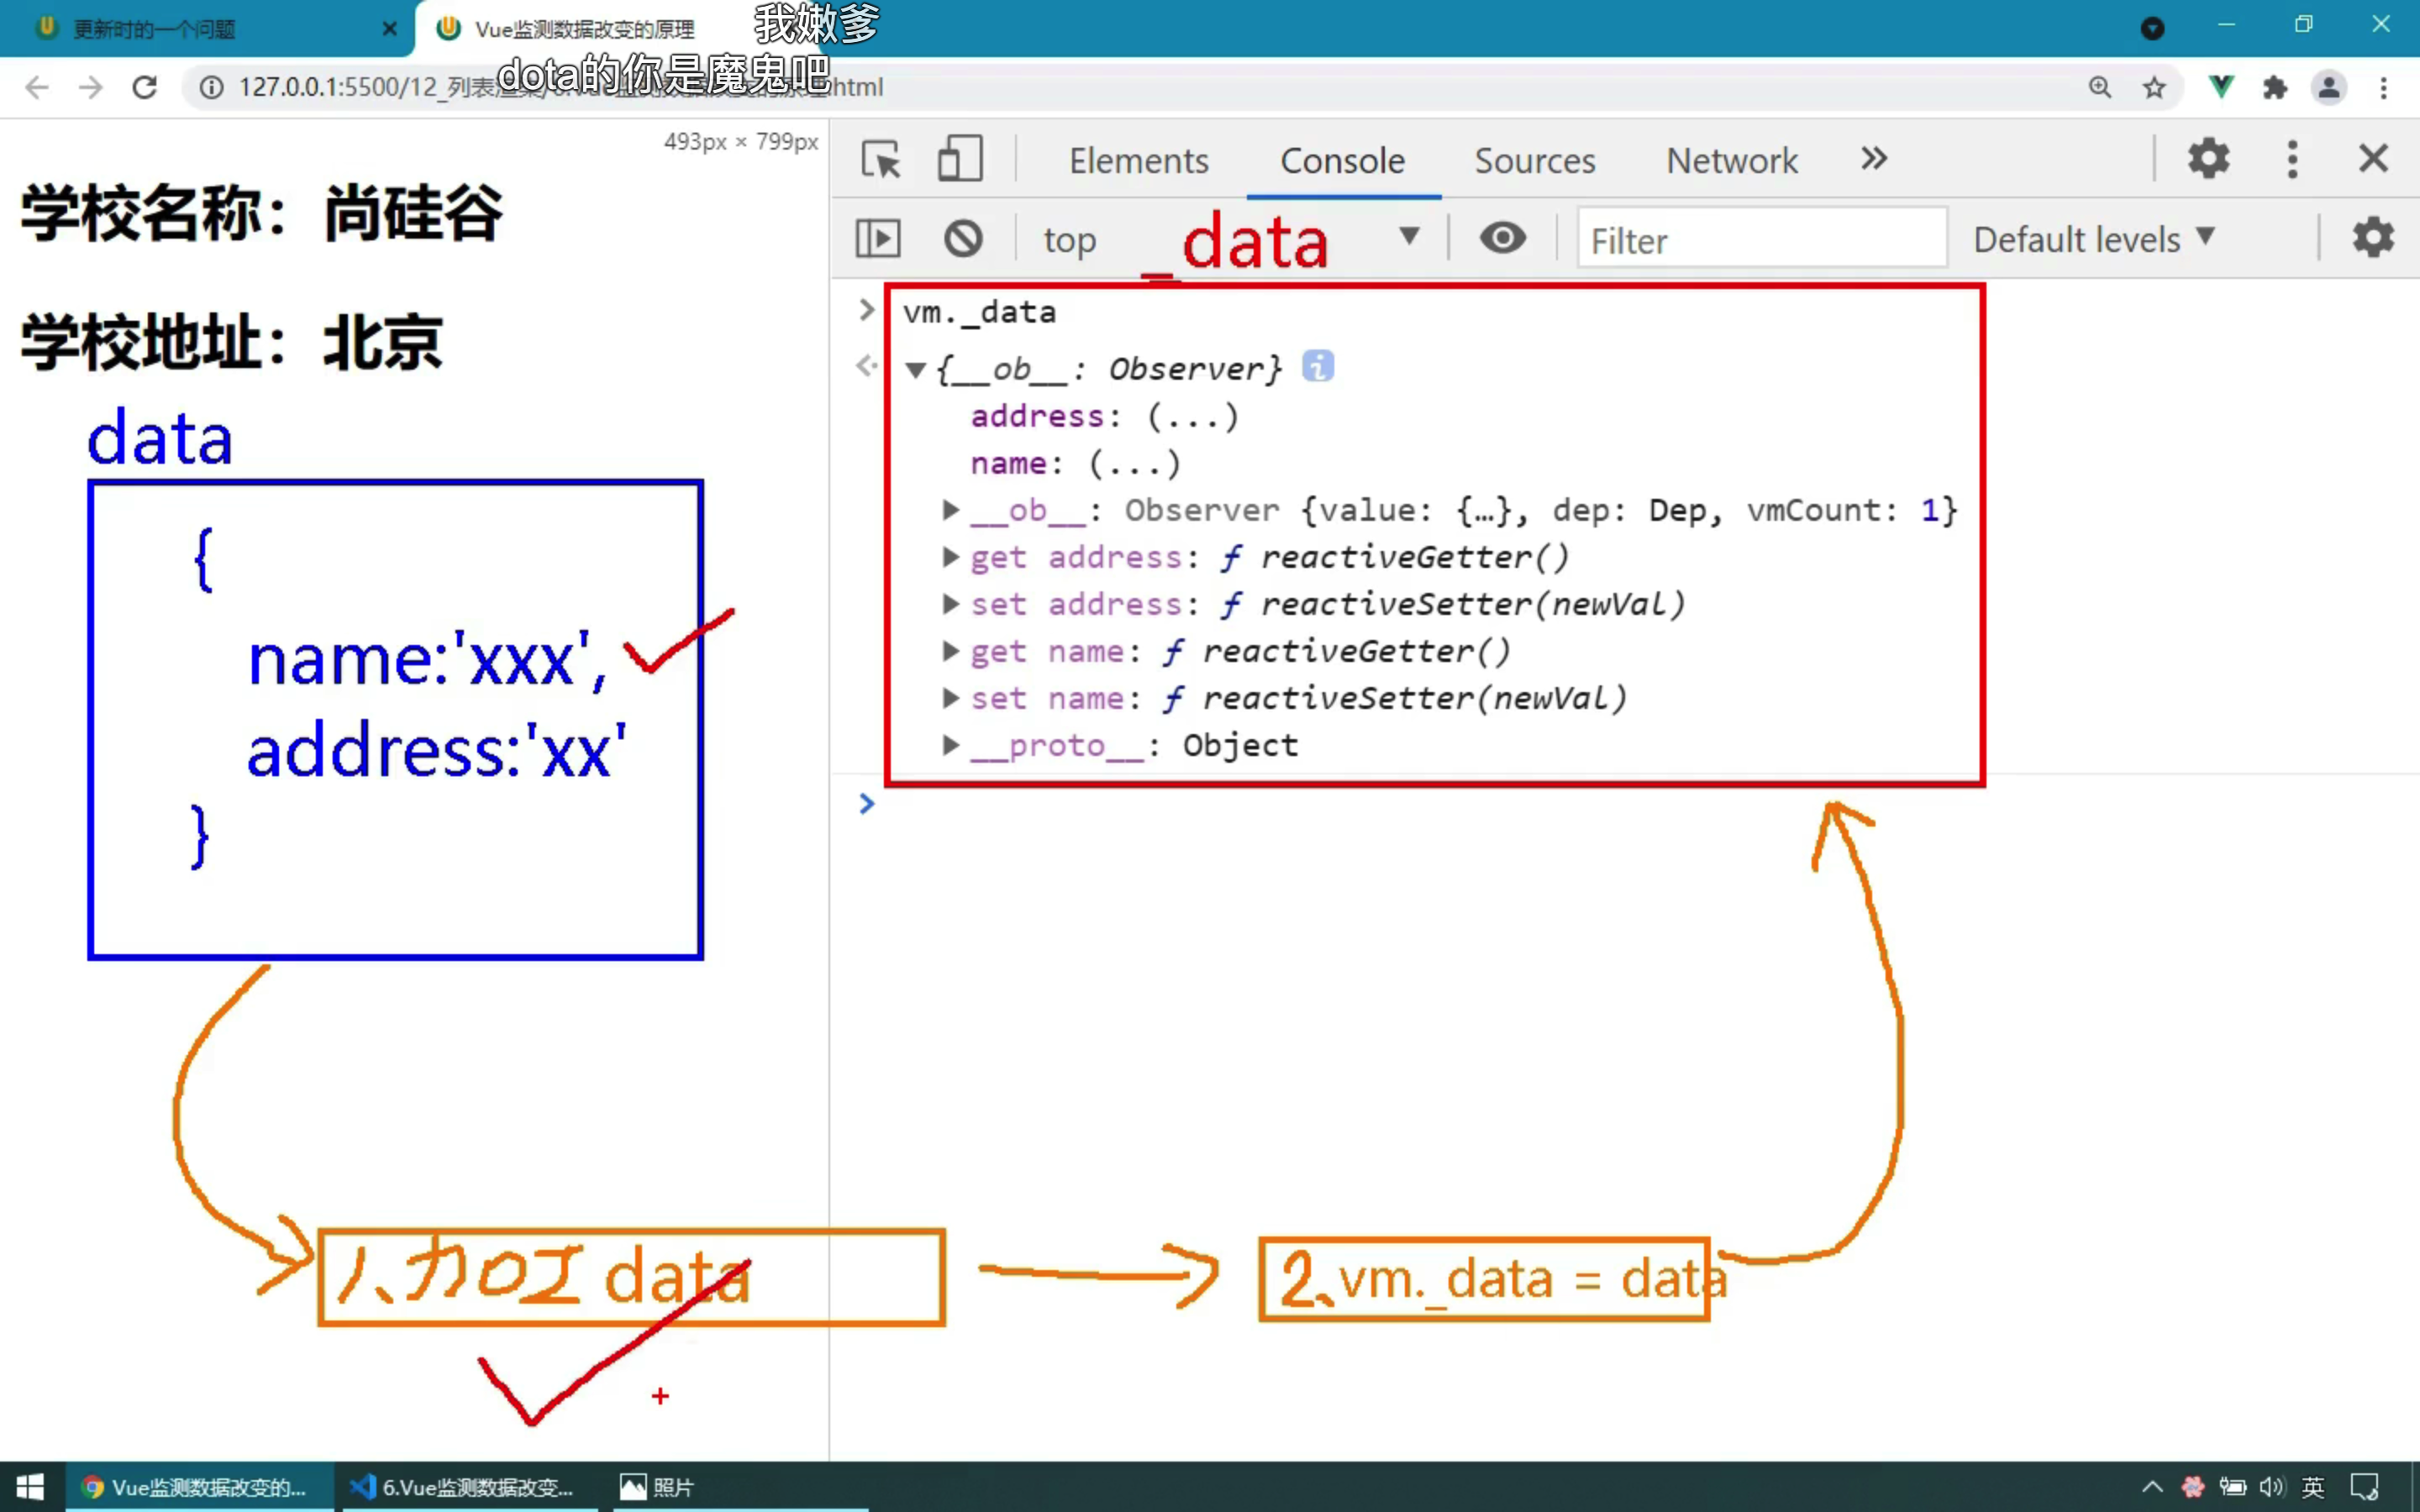 更新时的一个问题
Vue监测数据改变的原理
我嫩爹
dota的你是魔鬼吧
127.0.0.1:5500/12_列表渲染/
html
493px × 799px
学校名称：尚硅谷
学校地址：北京
data
{
name:'xxx',
address:'xx'
}
Elements
Console
Sources
Network
top
_data
Filter
Default levels
vm._data
{__ob__: Observer}
address: (...)
name: (...)
__ob__: Observer {value: {…}, dep: Dep, vmCount: 1}
get address: ƒ reactiveGetter()
set address: ƒ reactiveSetter(newVal)
get name: ƒ reactiveGetter()
set name: ƒ reactiveSetter(newVal)
__proto__: Object
1、加工data
2、vm._data = data
Vue监测数据改变的...
6.Vue监测数据改变...
照片
英